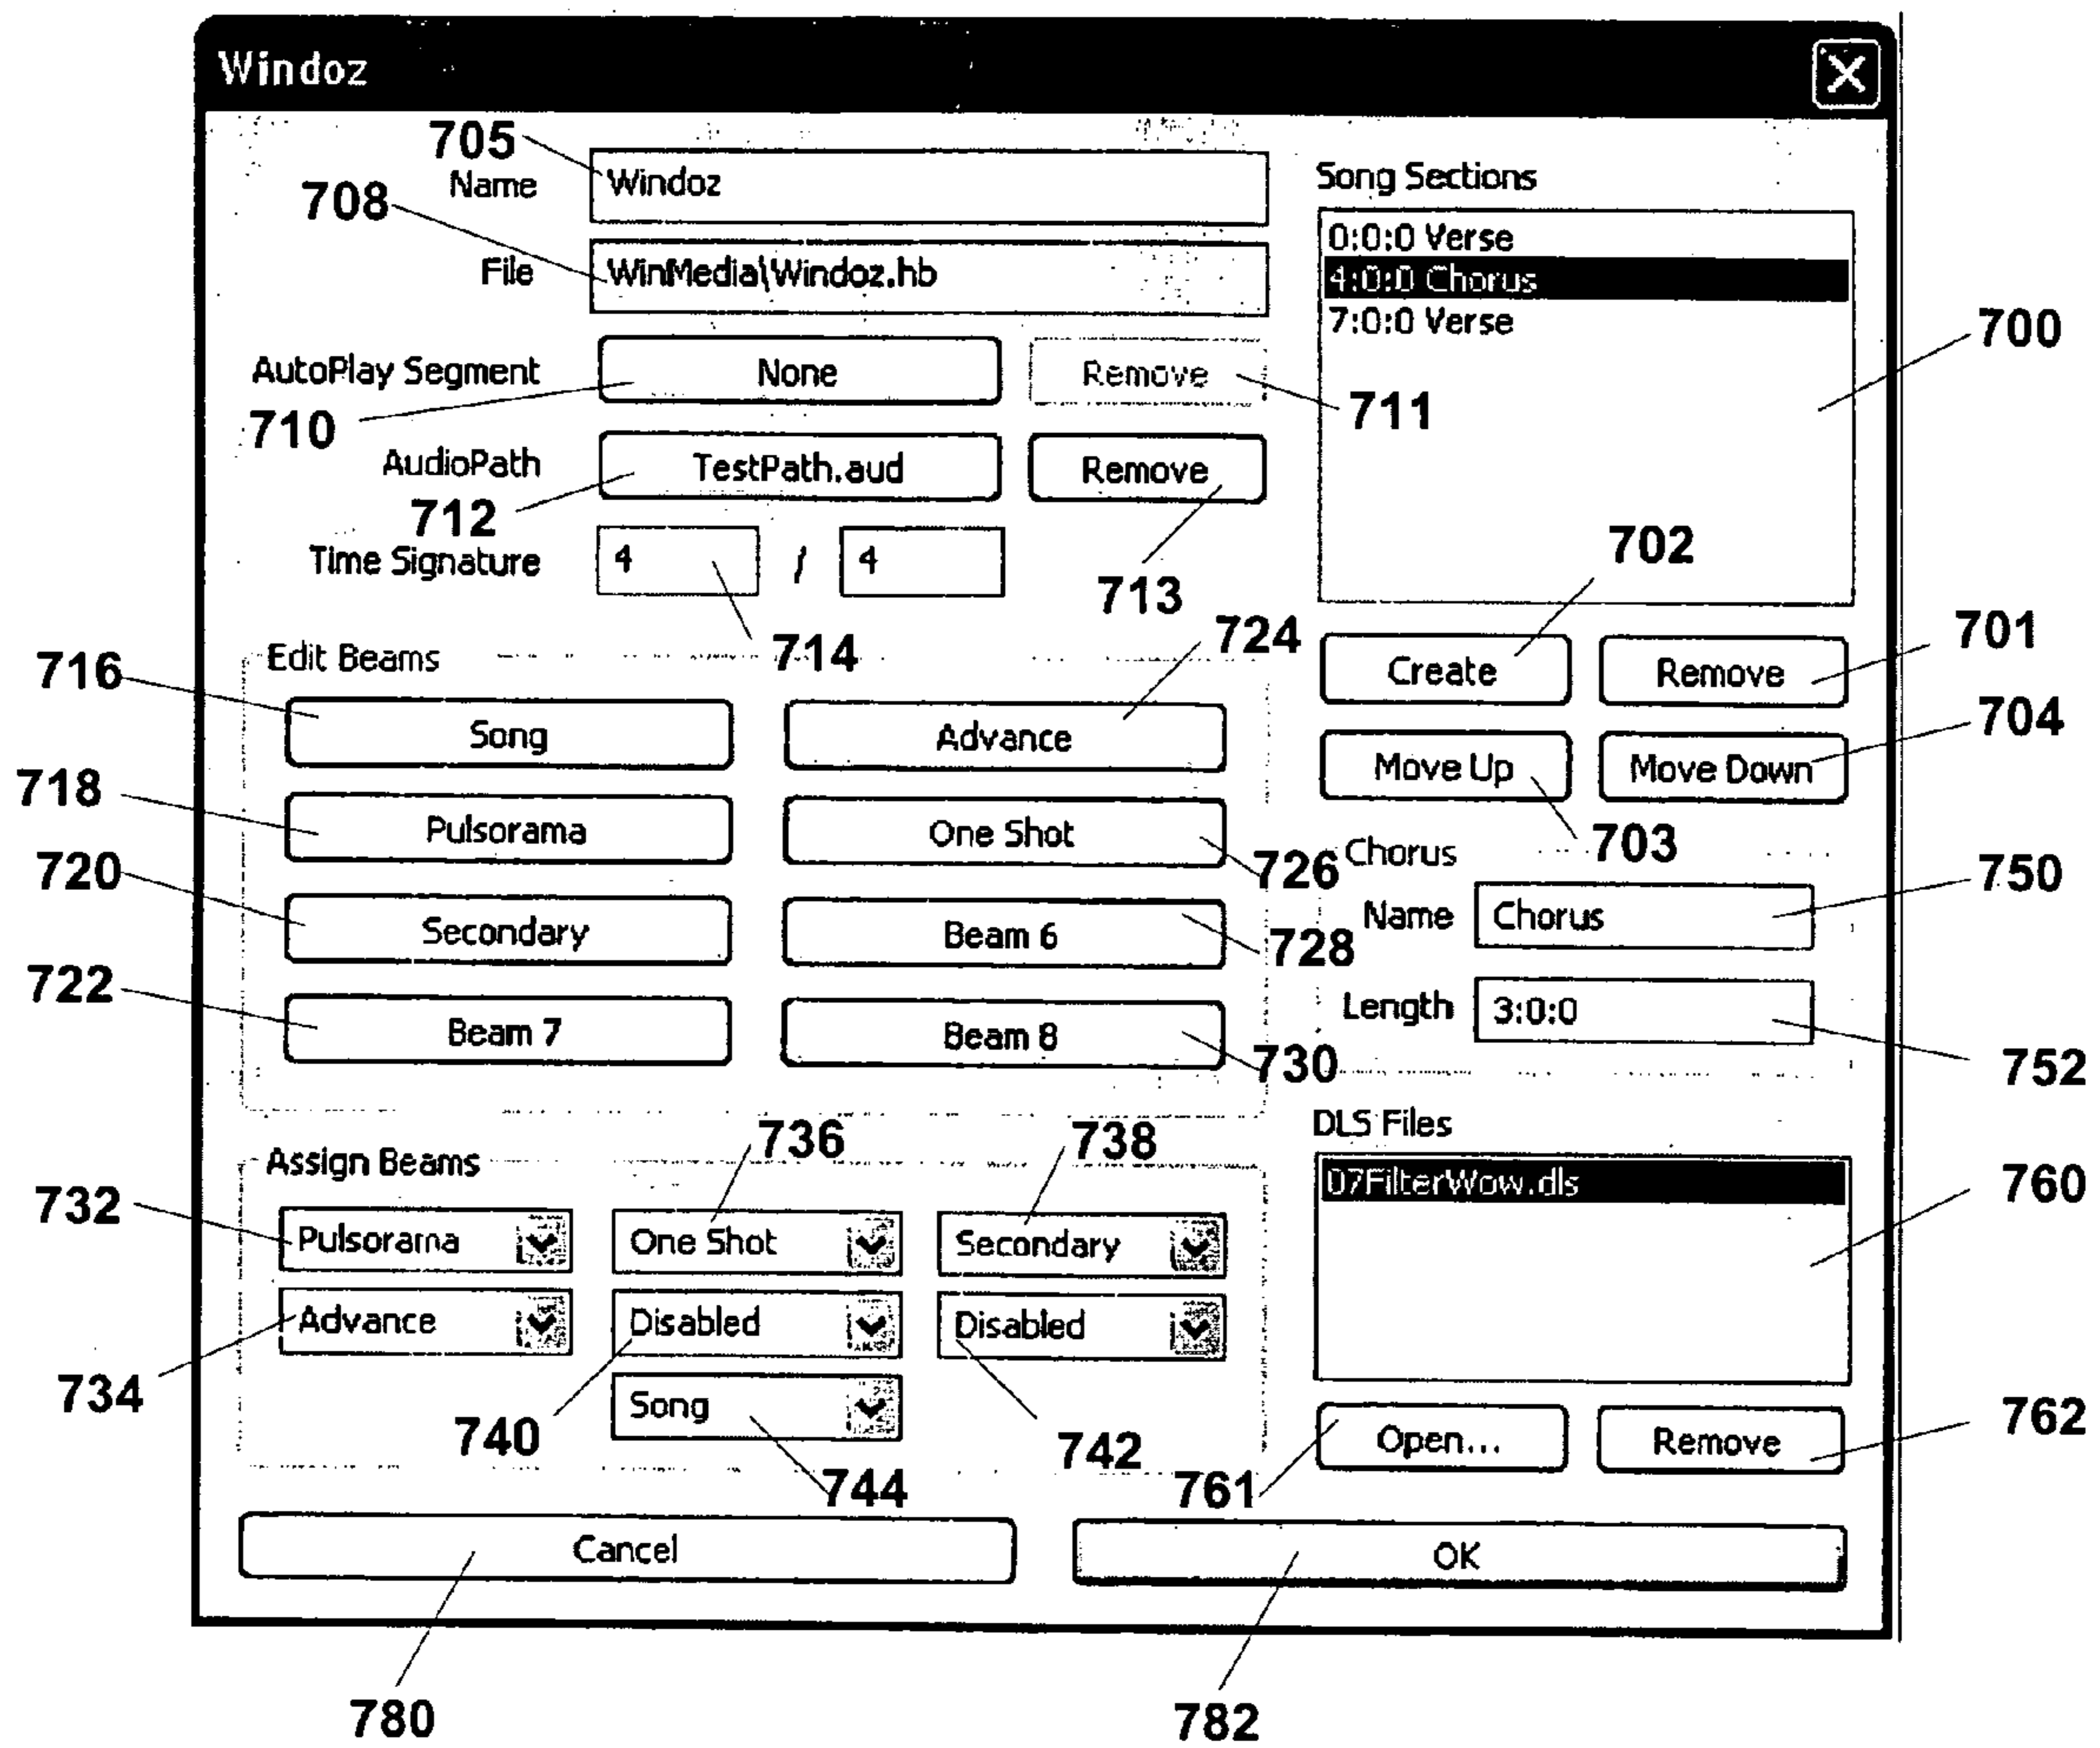 Windoz
705
Name
Windoz
708
File
WinMedia\Windoz.hb
AutoPlay Segment
None
Remove
710
711
AudioPath
TestPath.aud
Remove
712
713
Time Signature
4 / 4
714
Song Sections
0:0:0 Verse
4:0:0 Chorus
7:0:0 Verse
700
702
Create
Remove
701
704
Move Up
Move Down
703
Edit Beams
724
716
Song
Advance
718
Pulsorama
One Shot
726
720
Secondary
Beam 6
728
722
Beam 7
Beam 8
730
Chorus
Name
Chorus
750
Length
3:0:0
752
Assign Beams
736
738
732
Pulsorama
One Shot
Secondary
Advance
Disabled
Disabled
734
Song
740
742
744
DLS Files
07FilterWow.dls
760
Open...
Remove
762
761
Cancel
OK
780
782